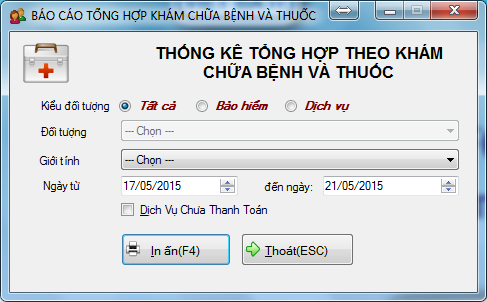 BÁO CÁO TỔNG HỢP KHÁM CHỮA BỆNH VÀ THUỐC
THỐNG KÊ TỔNG HỢP THEO KHÁM
CHỮA BỆNH VÀ THUỐC
Kiểu đối tượng Tất cả Bảo hiểm Dịch vụ
Đối tượng --- Chọn ---
Giới tính --- Chọn ---
Ngày từ 17/05/2015 đến ngày: 21/05/2015
Dịch Vụ Chưa Thanh Toán
In ấn(F4) Thoát(ESC)